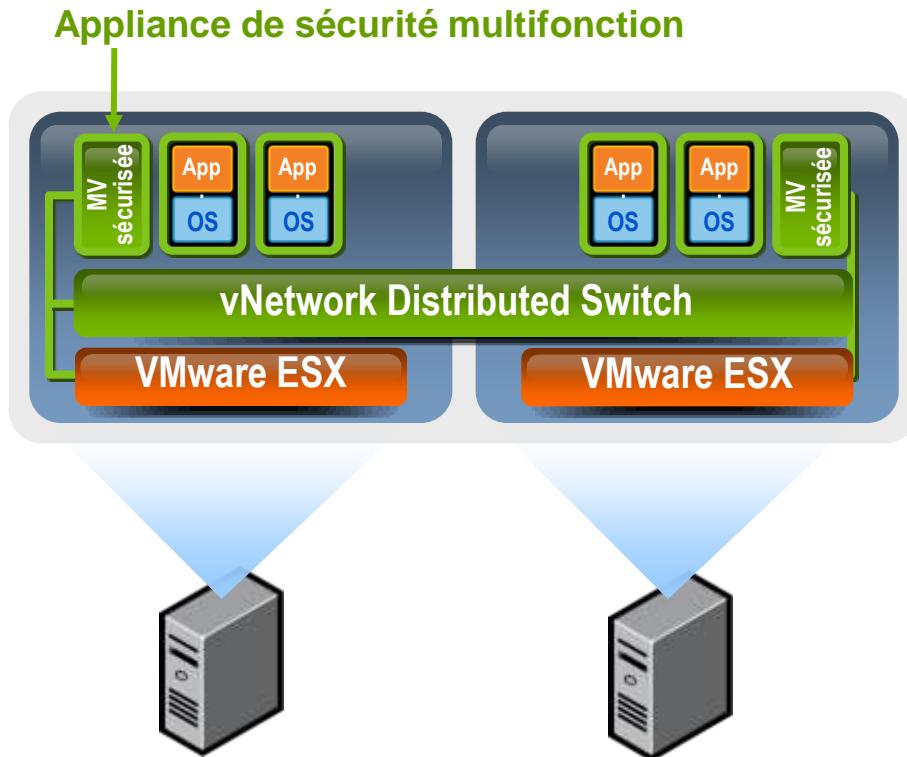 Appliance de sécurité multifonction
MV
sécurisée
App
OS
App
OS
App
OS
App
OS
MV
sécurisée
vNetwork Distributed Switch
VMware ESX
VMware ESX